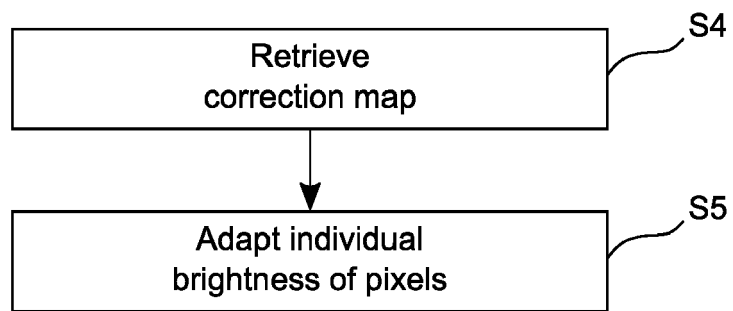 S4
Retrieve
correction map
S5
Adapt individual
brightness of pixels